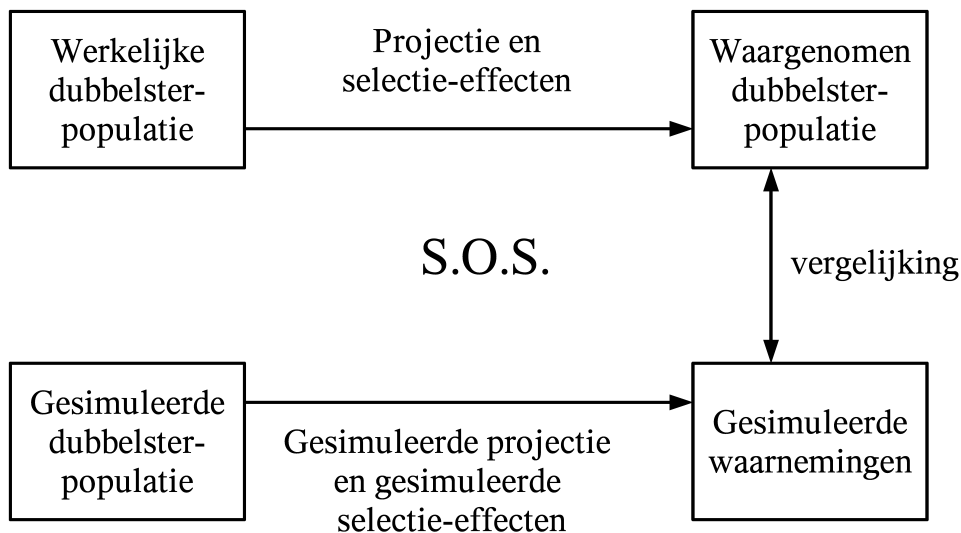 Werkelijke
dubbelster-
populatie
Projectie en
selectie-effecten
Waargenomen
dubbelster-
populatie
S.O.S.
vergelijking
Gesimuleerde
dubbelster-
populatie
Gesimuleerde projectie
en gesimuleerde
selectie-effecten
Gesimuleerde
waarnemingen